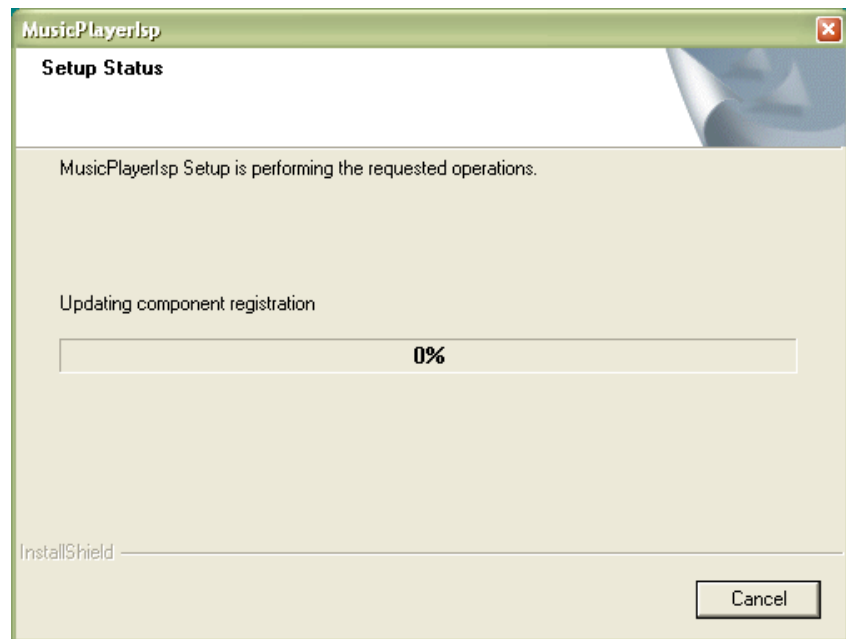 MusicPlayerIsp
Setup Status
MusicPlayerIsp Setup is performing the requested operations.
Updating component registration
0%
InstallShield
Cancel